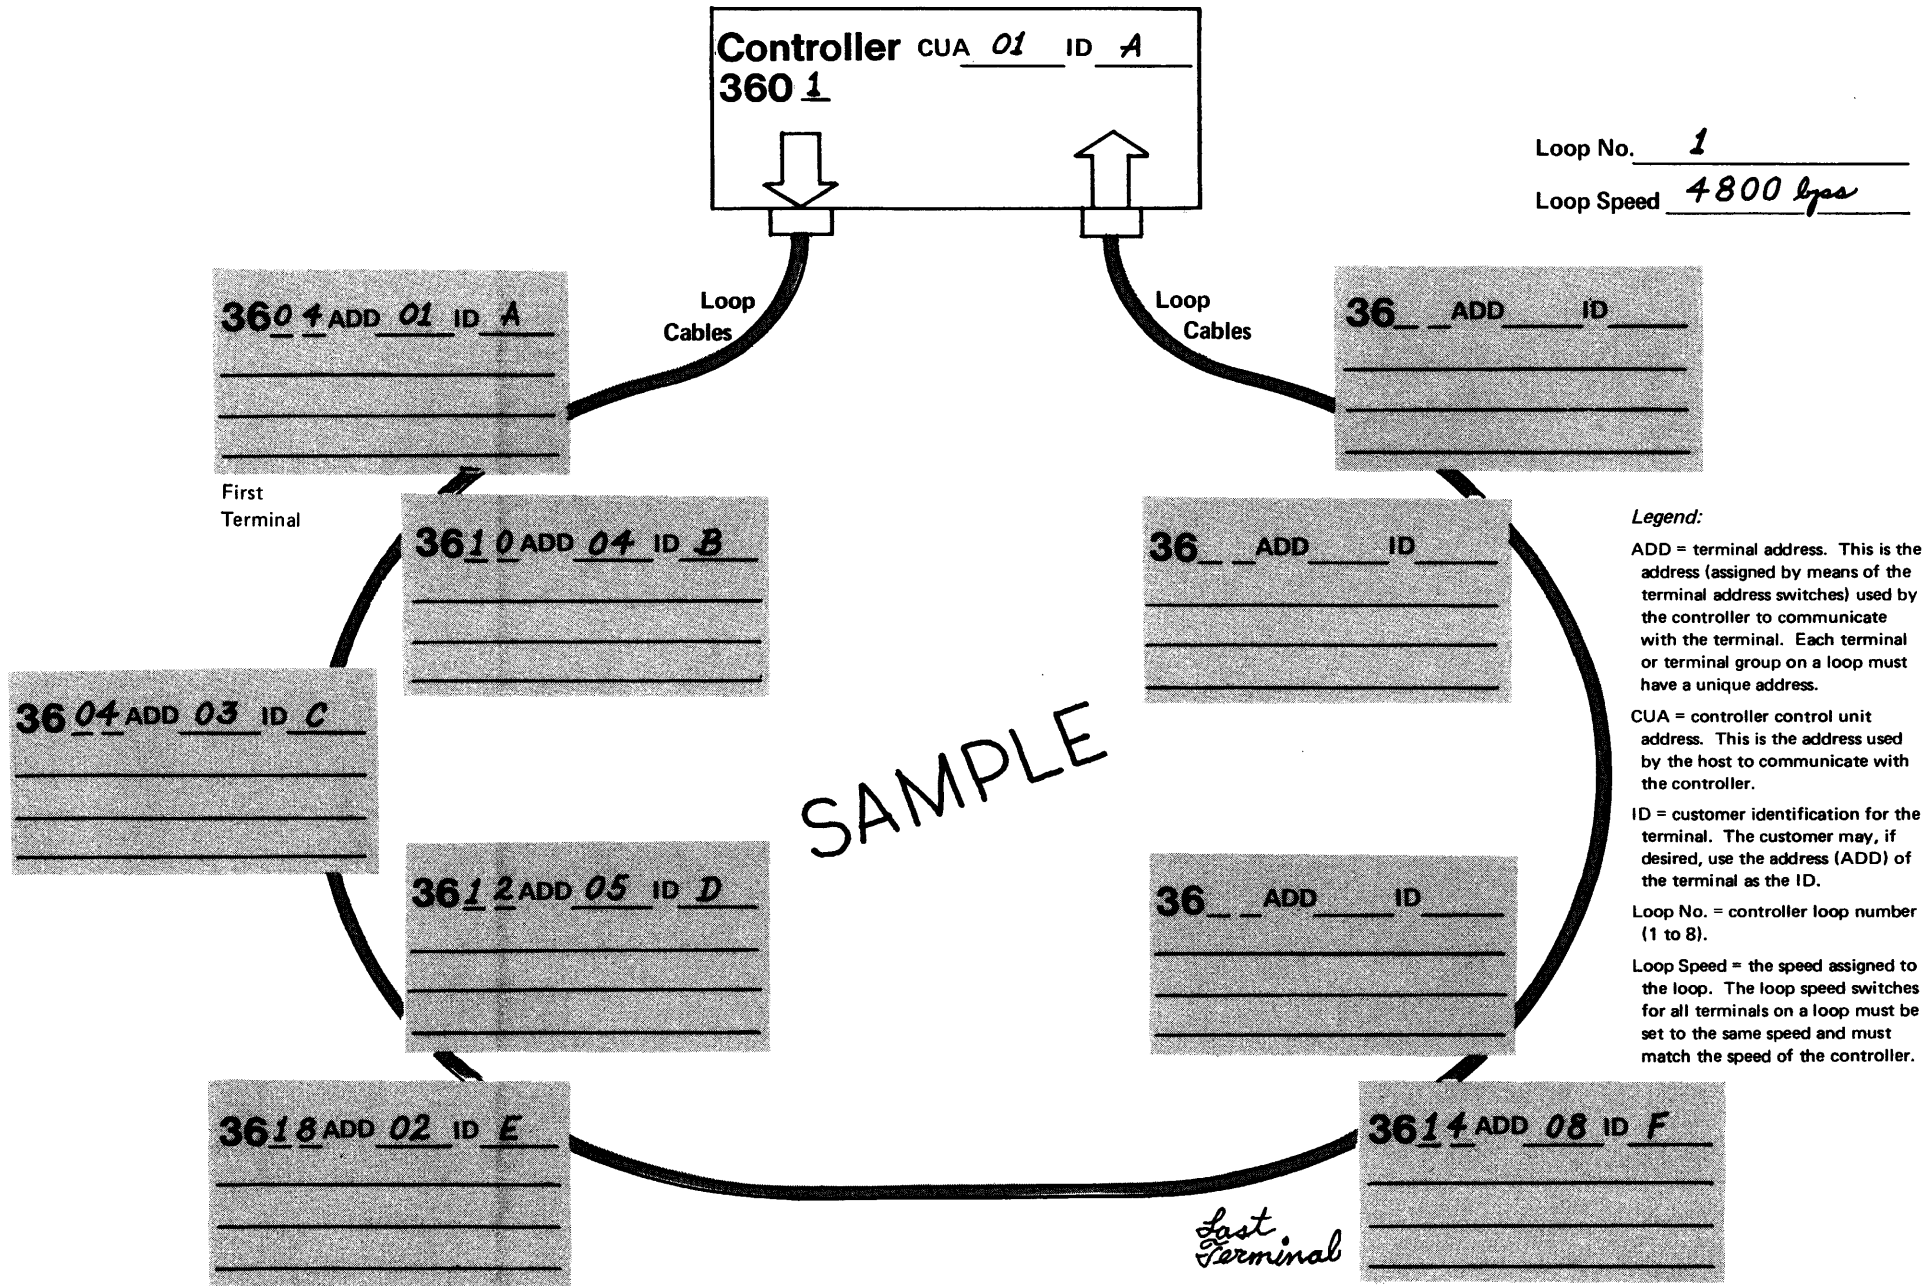 Controller CUA 01 ID A
3601
Loop No. 1
Loop Speed 4800 bps
Loop
Cables
Loop
Cables
3604 ADD 01 ID A
First
Terminal
3610 ADD 04 ID B
3604 ADD 03 ID C
3612 ADD 05 ID D
3618 ADD 02 ID E
36_ _ ADD ID
36_ _ ADD ID
36_ _ ADD ID
3614 ADD 08 ID F
Last
Terminal
SAMPLE
Legend:
ADD = terminal address. This is the
address (assigned by means of the
terminal address switches) used by
the controller to communicate
with the terminal. Each terminal
or terminal group on a loop must
have a unique address.
CUA = controller control unit
address. This is the address used
by the host to communicate with
the controller.
ID = customer identification for the
terminal. The customer may, if
desired, use the address (ADD) of
the terminal as the ID.
Loop No. = controller loop number
(1 to 8).
Loop Speed = the speed assigned to
the loop. The loop speed switches
for all terminals on a loop must be
set to the same speed and must
match the speed of the controller.